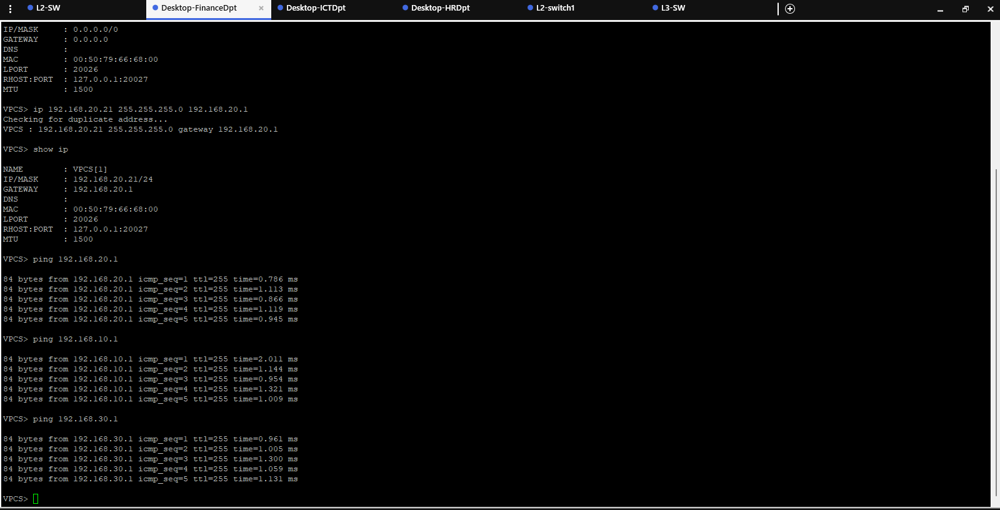 L2-SW Desktop-FinanceDpt × Desktop-ICTDpt Desktop-HRDpt L2-switch1 L3-SW
IP/MASK : 0.0.0.0/0
GATEWAY : 0.0.0.0
DNS :
MAC : 00:50:79:66:68:00
LPORT : 20026
RHOST:PORT : 127.0.0.1:20027
MTU : 1500
VPCS> ip 192.168.20.21 255.255.255.0 192.168.20.1
Checking for duplicate address...
VPCS : 192.168.20.21 255.255.255.0 gateway 192.168.20.1
VPCS> show ip
NAME : VPCS[1]
IP/MASK : 192.168.20.21/24
GATEWAY : 192.168.20.1
DNS :
MAC : 00:50:79:66:68:00
LPORT : 20026
RHOST:PORT : 127.0.0.1:20027
MTU : 1500
VPCS> ping 192.168.20.1
84 bytes from 192.168.20.1 icmp_seq=1 ttl=255 time=0.786 ms
84 bytes from 192.168.20.1 icmp_seq=2 ttl=255 time=1.113 ms
84 bytes from 192.168.20.1 icmp_seq=3 ttl=255 time=0.866 ms
84 bytes from 192.168.20.1 icmp_seq=4 ttl=255 time=1.119 ms
84 bytes from 192.168.20.1 icmp_seq=5 ttl=255 time=0.945 ms
VPCS> ping 192.168.10.1
84 bytes from 192.168.10.1 icmp_seq=1 ttl=255 time=2.011 ms
84 bytes from 192.168.10.1 icmp_seq=2 ttl=255 time=1.144 ms
84 bytes from 192.168.10.1 icmp_seq=3 ttl=255 time=0.954 ms
84 bytes from 192.168.10.1 icmp_seq=4 ttl=255 time=1.321 ms
84 bytes from 192.168.10.1 icmp_seq=5 ttl=255 time=1.009 ms
VPCS> ping 192.168.30.1
84 bytes from 192.168.30.1 icmp_seq=1 ttl=255 time=0.961 ms
84 bytes from 192.168.30.1 icmp_seq=2 ttl=255 time=1.005 ms
84 bytes from 192.168.30.1 icmp_seq=3 ttl=255 time=1.300 ms
84 bytes from 192.168.30.1 icmp_seq=4 ttl=255 time=1.059 ms
84 bytes from 192.168.30.1 icmp_seq=5 ttl=255 time=1.131 ms
VPCS>